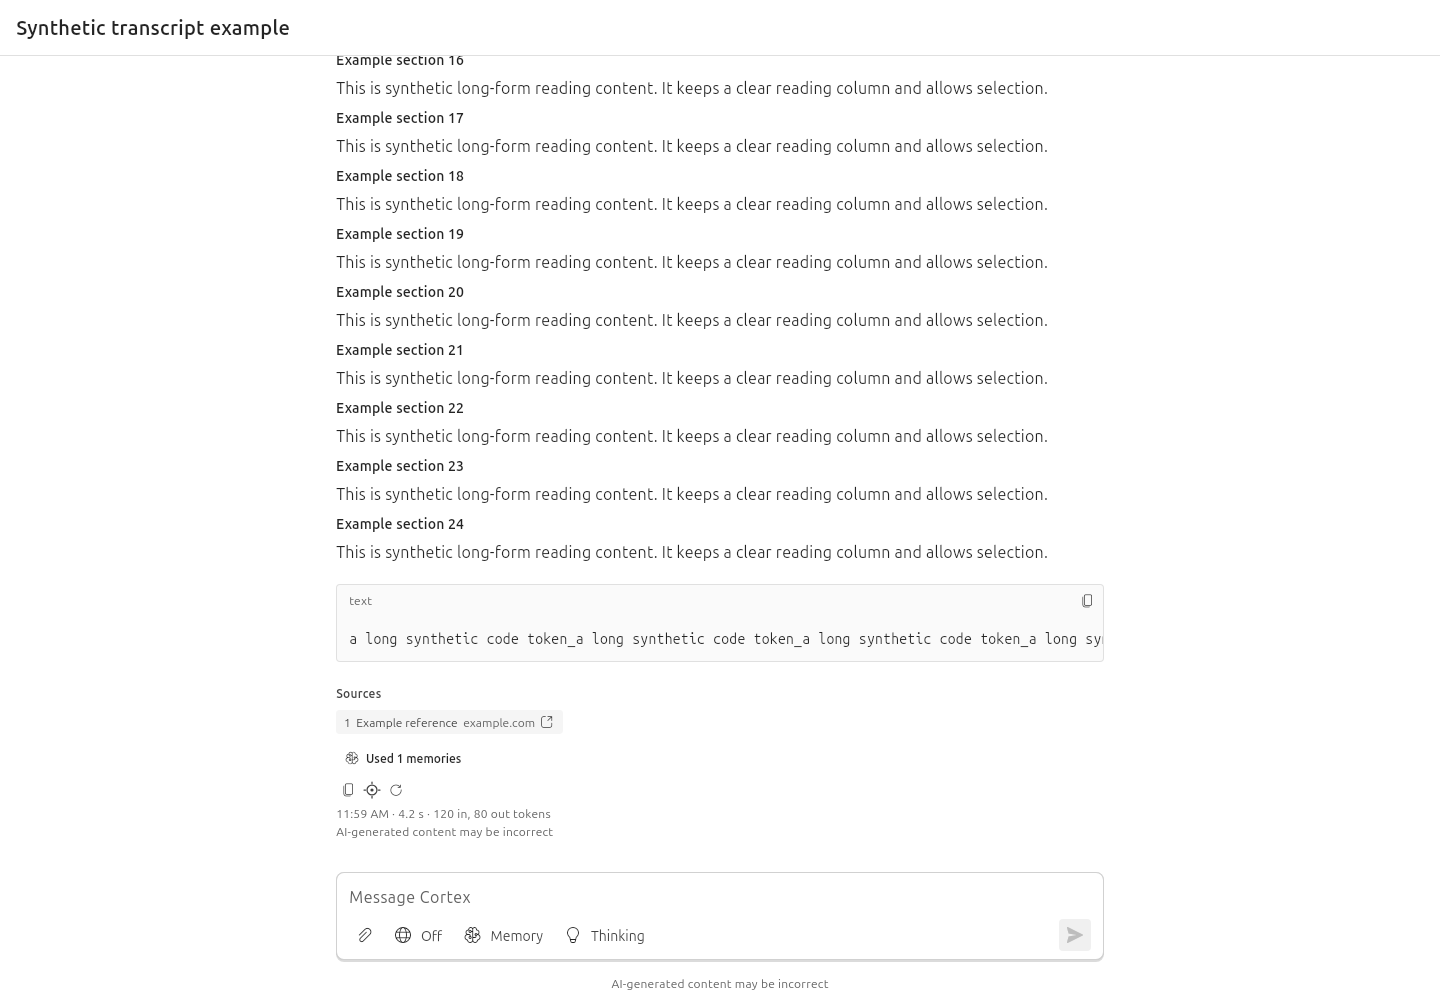 Synthetic transcript example
Example section 16
This is synthetic long-form reading content. It keeps a clear reading column and allows selection.
Example section 17
This is synthetic long-form reading content. It keeps a clear reading column and allows selection.
Example section 18
This is synthetic long-form reading content. It keeps a clear reading column and allows selection.
Example section 19
This is synthetic long-form reading content. It keeps a clear reading column and allows selection.
Example section 20
This is synthetic long-form reading content. It keeps a clear reading column and allows selection.
Example section 21
This is synthetic long-form reading content. It keeps a clear reading column and allows selection.
Example section 22
This is synthetic long-form reading content. It keeps a clear reading column and allows selection.
Example section 23
This is synthetic long-form reading content. It keeps a clear reading column and allows selection.
Example section 24
This is synthetic long-form reading content. It keeps a clear reading column and allows selection.
text
a long synthetic code token_a long synthetic code token_a long synthetic code token_a long sy
Sources
1 Example reference example.com
Used 1 memories
11:59 AM · 4.2 s · 120 in, 80 out tokens
AI-generated content may be incorrect
Message Cortex
Off Memory Thinking
AI-generated content may be incorrect